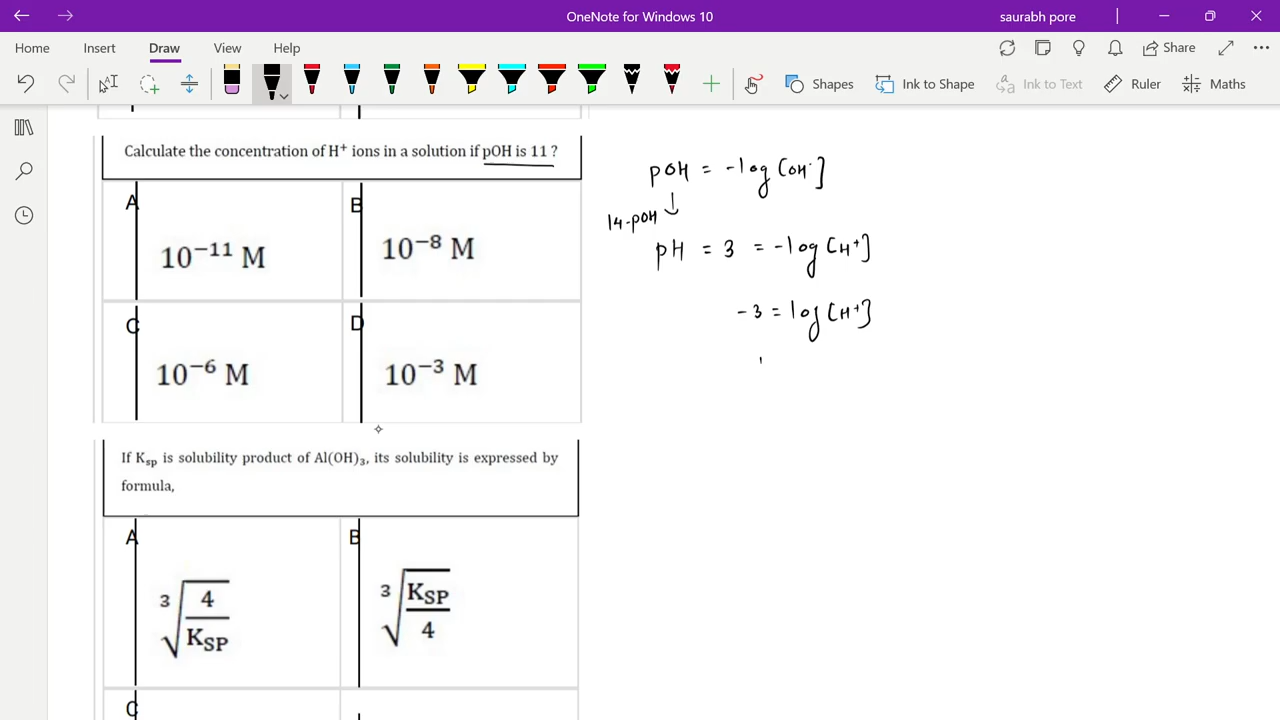 OneNote for Windows 10
saurabh pore
Home Insert Draw View Help
Share
Shapes Ink to Shape Ink to Text Ruler Maths
Calculate the concentration of H⁺ ions in a solution if pOH is 11 ?
A
10⁻¹¹ M
B
10⁻⁸ M
C
10⁻⁶ M
D
10⁻³ M
pOH = -log[OH⁻]
14-pOH
pH = 3 = -log[H⁺]
-3 = log[H⁺]
If Ksp is solubility product of Al(OH)₃, its solubility is expressed by
formula,
A
∛(4/KSP)
B
∛(KSP/4)
C